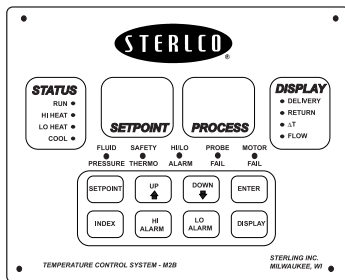 STERLCO®
STATUS
RUN
HI HEAT
LO HEAT
COOL
SETPOINT
PROCESS
DISPLAY
DELIVERY
RETURN
ΔT
FLOW
FLUID PRESSURE
SAFETY THERMO
HI/LO ALARM
PROBE FAIL
MOTOR FAIL
SETPOINT
UP
DOWN
ENTER
INDEX
HI ALARM
LO ALARM
DISPLAY
TEMPERATURE CONTROL SYSTEM - M2B
STERLING INC.
MILWAUKEE, WI